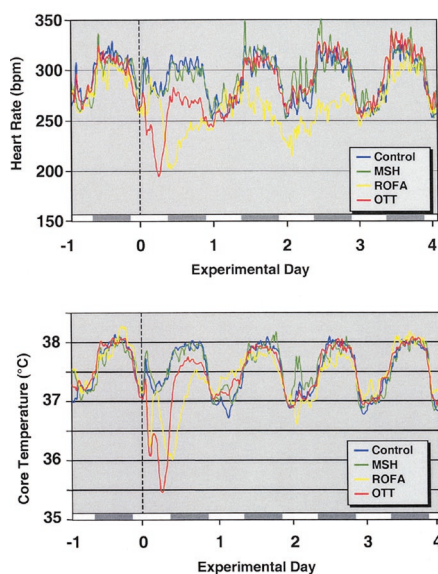 350
300
250
200
150
Heart Rate (bpm)
Control
MSH
ROFA
OTT
-1 0 1 2 3 4
Experimental Day
38
37
36
35
Core Temperature (°C)
Control
MSH
ROFA
OTT
-1 0 1 2 3 4
Experimental Day